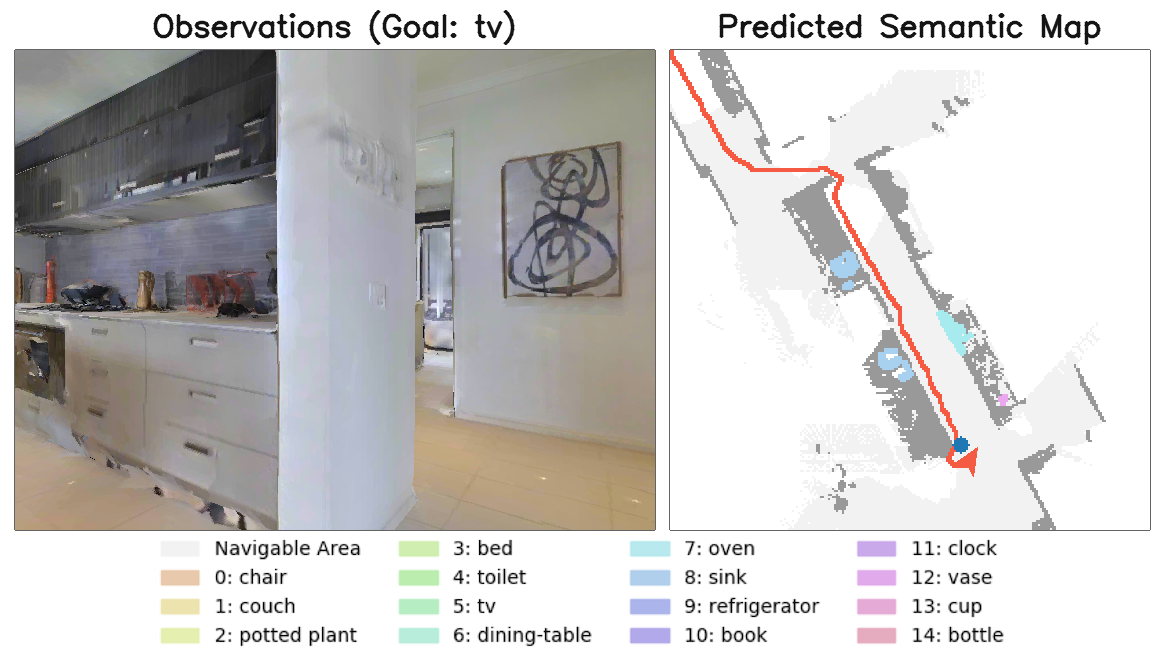 Observations (Goal: tv)
Predicted Semantic Map
Navigable Area
0: chair
1: couch
2: potted plant
3: bed
4: toilet
5: tv
6: dining-table
7: oven
8: sink
9: refrigerator
10: book
11: clock
12: vase
13: cup
14: bottle